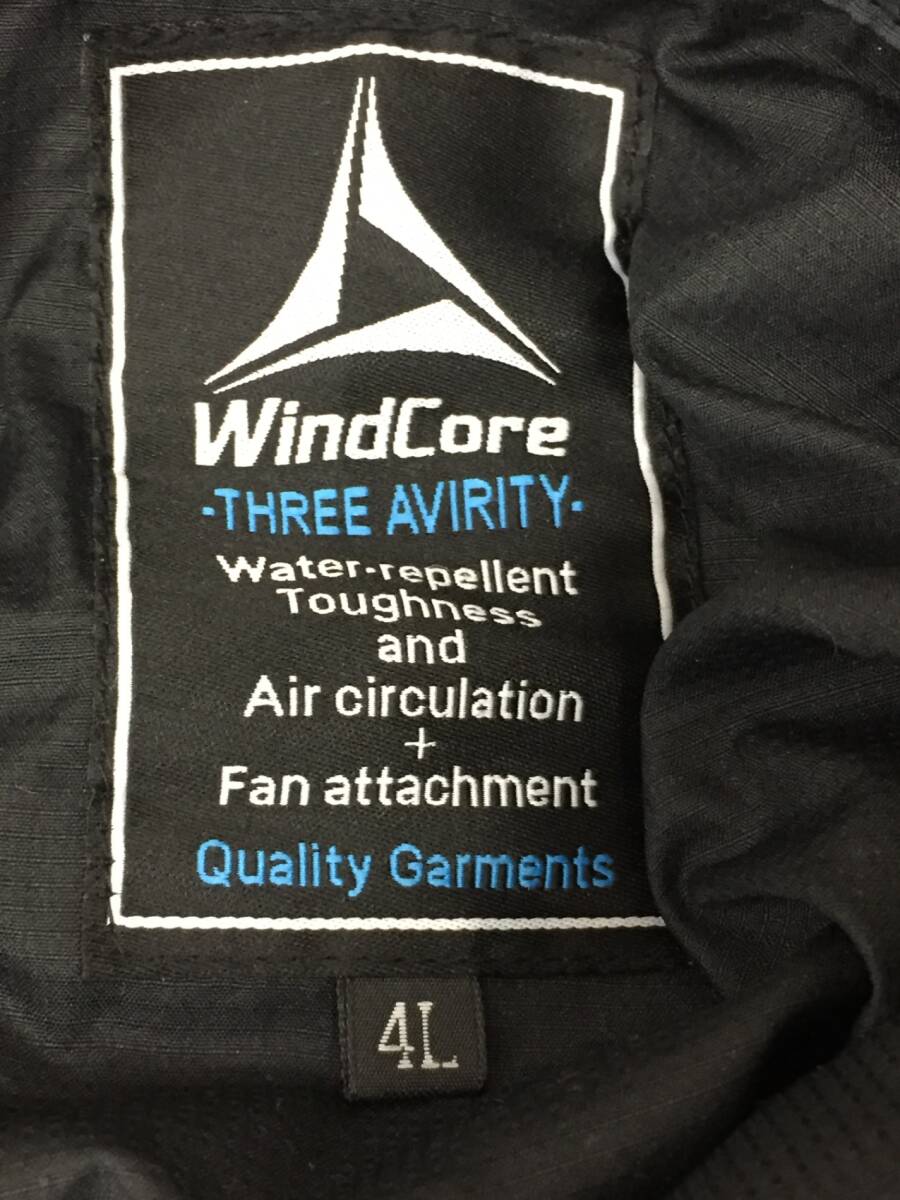 WindCore
-THREE AVIRITY-
Water-repellent
Toughness
and
Air circulation
+
Fan attachment
Quality Garments
4L